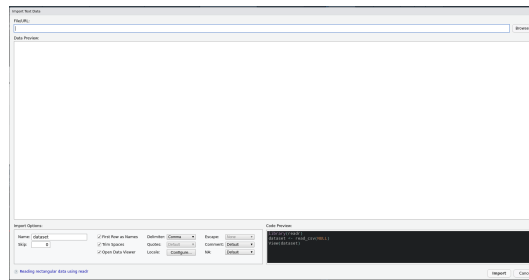 Import Text Data
File/URL:
Browse
Data Preview:
Import Options:
Name: dataset
Skip: 0
First Row as Names
Trim Spaces
Open Data Viewer
Delimiter: Comma
Quotes: Default
Locale: Configure...
Escape: None
Comment: Default
NA: Default
Code Preview:
library(readr)
dataset <- read_csv(NULL)
View(dataset)
Reading rectangular data using readr
Import